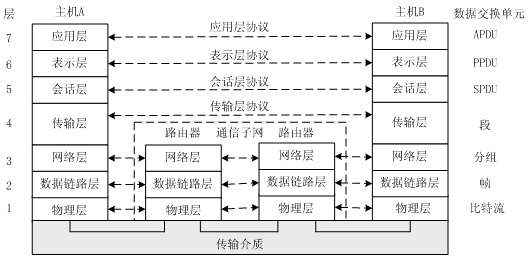 层 主机A 主机B 数据交换单元
7 应用层 应用层协议 应用层 APDU
6 表示层 表示层协议 表示层 PPDU
5 会话层 会话层协议 会话层 SPDU
4 传输层 传输层协议 传输层 段
路由器 通信子网 路由器
3 网络层 网络层 网络层 网络层 分组
2 数据链路层 数据链路层 数据链路层 数据链路层 帧
1 物理层 物理层 物理层 物理层 比特流
传输介质